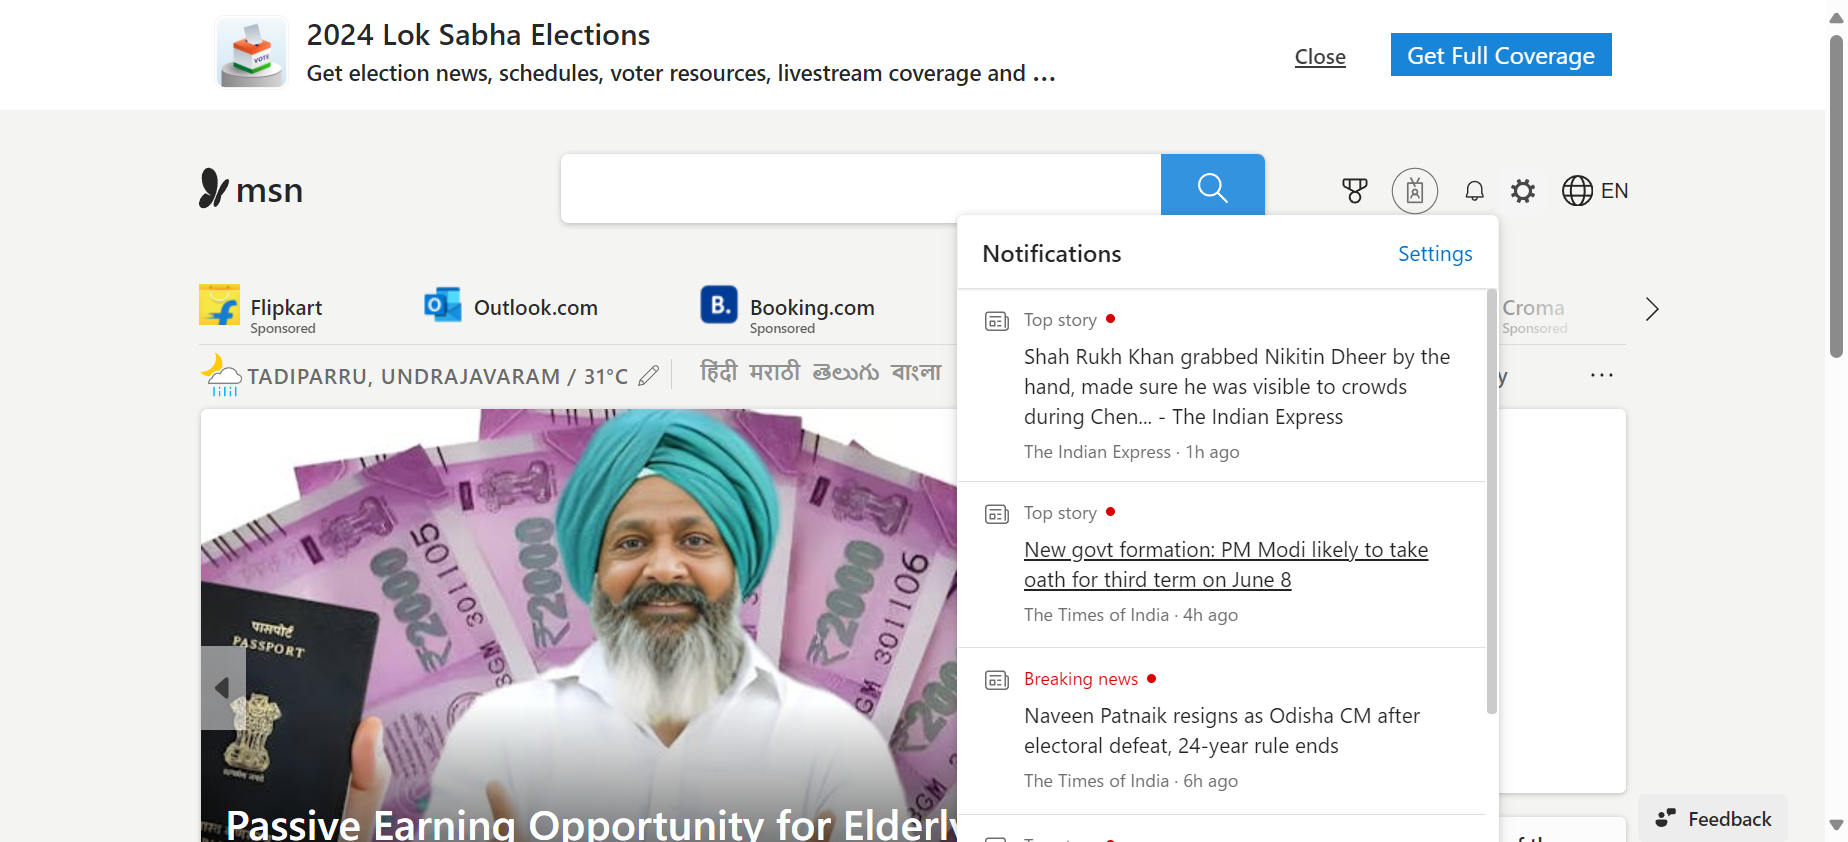 2024 Lok Sabha Elections
Get election news, schedules, voter resources, livestream coverage and ...
Close
Get Full Coverage
VOTE
msn
EN
Notifications
Settings
Flipkart
Sponsored
Outlook.com
B.
Booking.com
Sponsored
Croma
Sponsored
TADIPARRU, UNDRAJAVARAM / 31°C
हिंदी मराठी తెలుగు বাংলা
y
...
Top story
Shah Rukh Khan grabbed Nikitin Dheer by the
hand, made sure he was visible to crowds
during Chen... - The Indian Express
The Indian Express · 1h ago
Top story
New govt formation: PM Modi likely to take
oath for third term on June 8
The Times of India · 4h ago
Breaking news
Naveen Patnaik resigns as Odisha CM after
electoral defeat, 24-year rule ends
The Times of India · 6h ago
₹2000
5105
₹2000
₹2000
301106
पासपोर्ट
PASSPORT
Passive Earning Opportunity for Elderly
Feedback